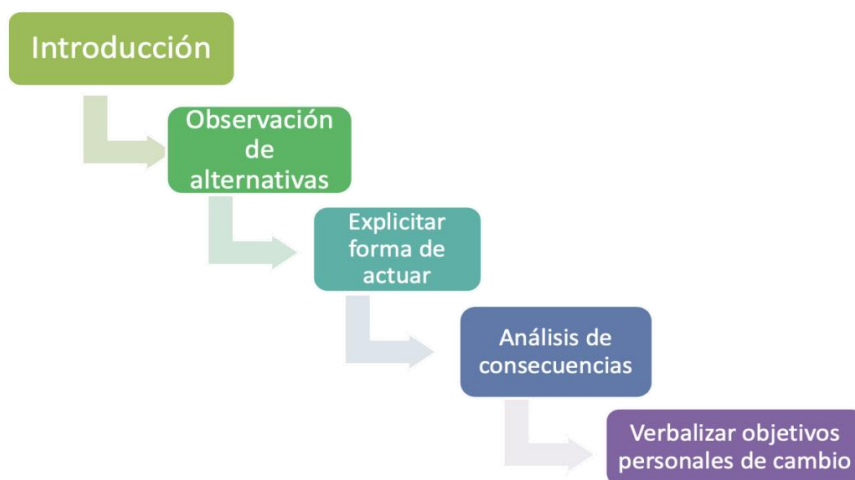 Introducción
Observación
de
alternativas
Explicitar
forma de
actuar
Análisis de
consecuencias
Verbalizar objetivos
personales de cambio